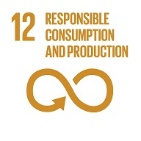 12 RESPONSIBLE
CONSUMPTION
AND PRODUCTION